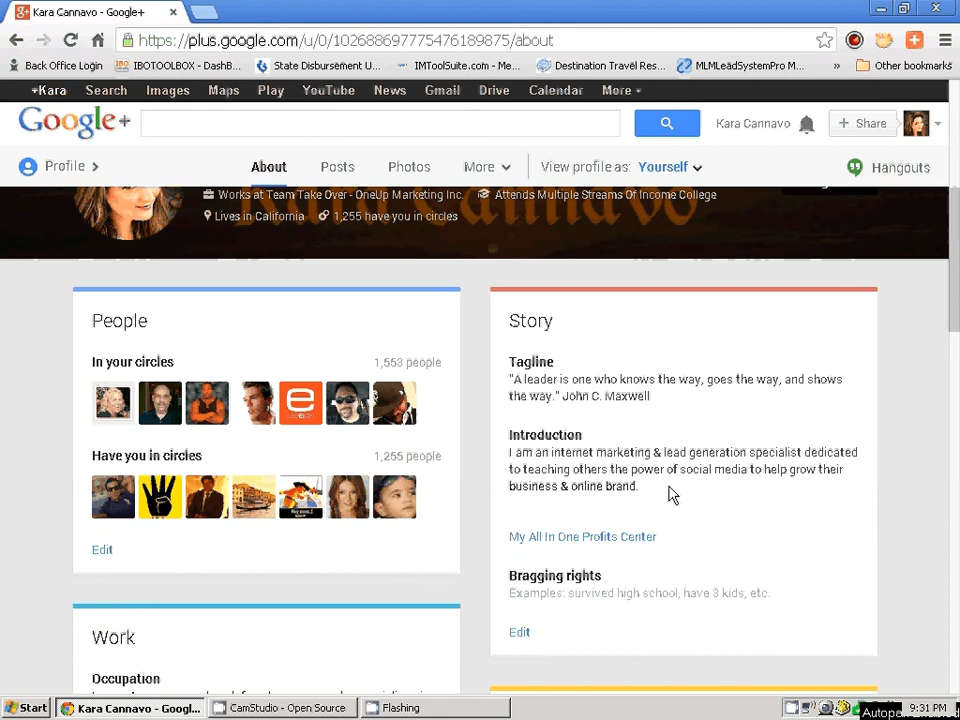 Kara Cannavo - Google+
https://plus.google.com/u/0/102688697775476189875/about
Back Office Login IBOTOOLBOX - DashB... State Disbursement U... IMToolSuite.com - Me... Destination Travel Res... MLMLeadSystemPro M... » Other bookmarks
+Kara Search Images Maps Play YouTube News Gmail Drive Calendar More
Google+ Kara Cannavo + Share
Profile About Posts Photos More View profile as: Yourself Hangouts
Works at Team Take Over - OneUp Marketing Inc. Attends Multiple Streams Of Income College
Lives in California 1,255 have you in circles
Kara Cannavo
People
In your circles 1,553 people
Have you in circles 1,255 people
Edit
Work
Occupation
Story
Tagline
"A leader is one who knows the way, goes the way, and shows
the way." John C. Maxwell
Introduction
I am an internet marketing & lead generation specialist dedicated
to teaching others the power of social media to help grow their
business & online brand.
My All In One Profits Center
Bragging rights
Examples: survived high school, have 3 kids, etc.
Edit
Start Kara Cannavo - Googl... CamStudio - Open Source Flashing 9:31 PM